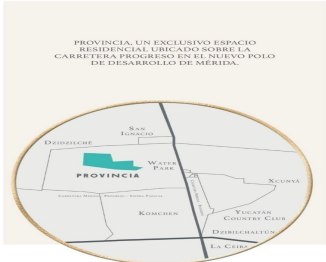 PROVINCIA, UN EXCLUSIVO ESPACIO
RESIDENCIAL UBICADO SOBRE LA
CARRETERA PROGRESO EN EL NUEVO POLO
DE DESARROLLO DE MÉRIDA.
SAN
IGNACIO
DZIDZILCHÉ
WATER
PARK
PROVINCIA
XCUNYÁ
KOMCHEN
YUCATÁN
COUNTRY CLUB
DZIBILCHALTÚN
LA CEIBA